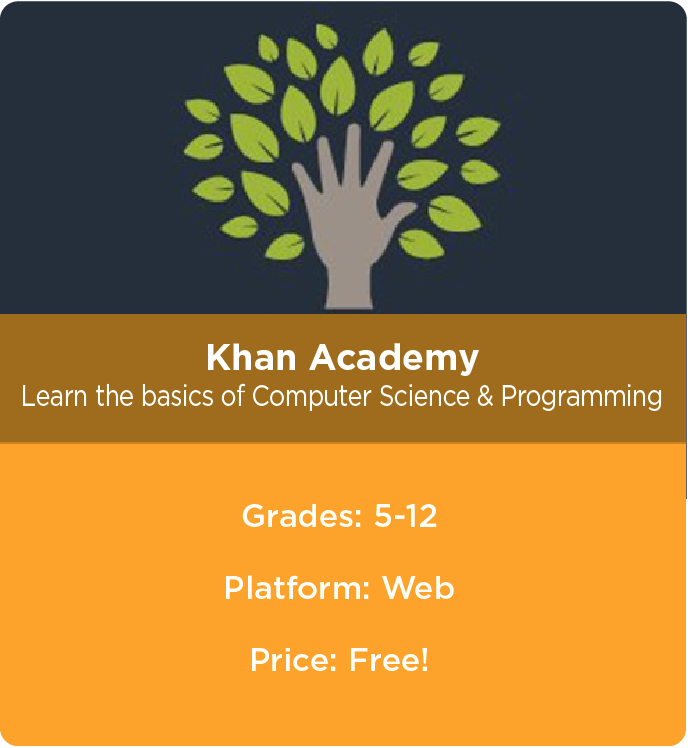 Khan Academy
Learn the basics of Computer Science & Programming
Grades: 5-12
Platform: Web
Price: Free!